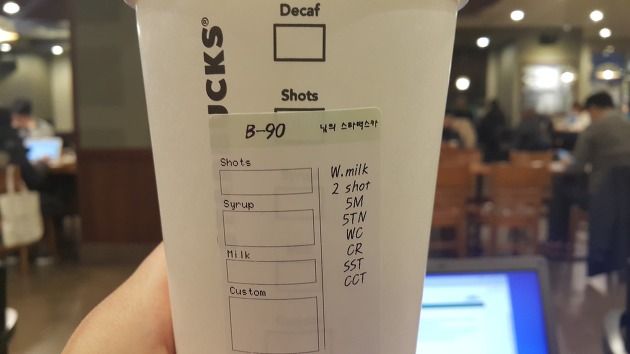 Decaf
UCKS®
Shots
B-90 님의 스타벅스카
Shots
Syrup
Milk
Custom
W.milk
2 shot
5M
5TN
WC
CR
SST
CCT